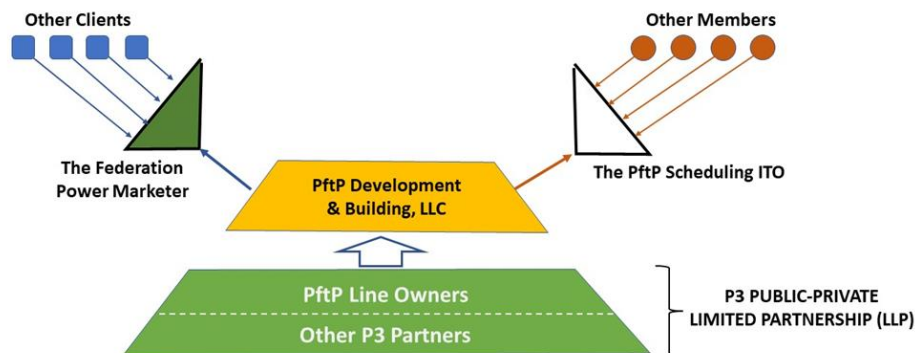 Other Clients
Other Members
The Federation
Power Marketer
The PftP Scheduling ITO
PftP Development
& Building, LLC
PftP Line Owners
Other P3 Partners
P3 PUBLIC-PRIVATE
LIMITED PARTNERSHIP (LLP)